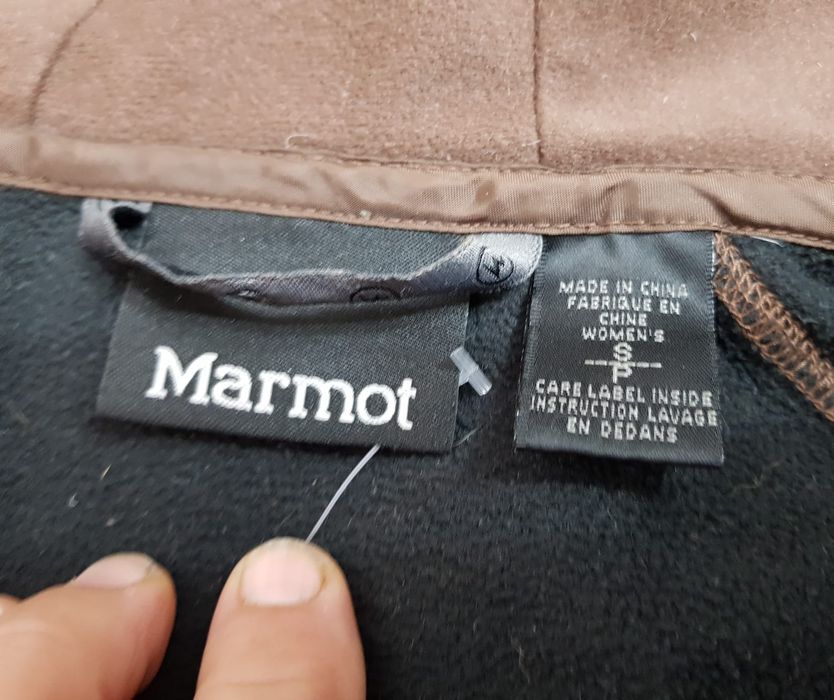 Marmot
MADE IN CHINA
FABRIQUE EN
CHINE
WOMEN'S
S
P
CARE LABEL INSIDE
INSTRUCTION LAVAGE
EN DEDANS